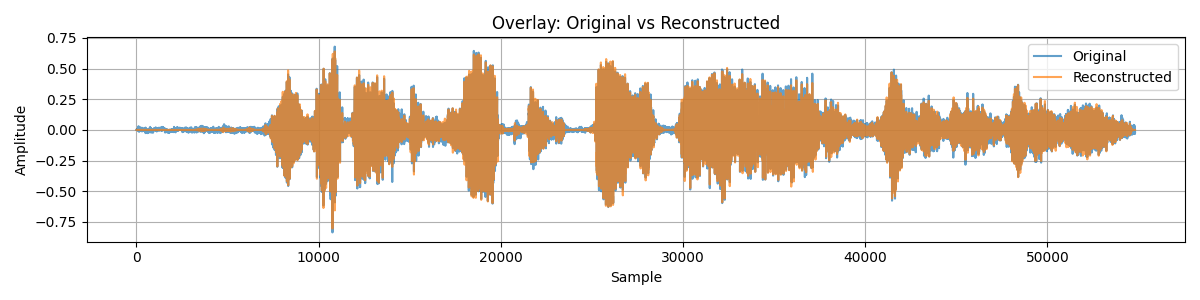 Overlay: Original vs Reconstructed
0.75
0.50
0.25
0.00
−0.25
−0.50
−0.75
Amplitude
Original
Reconstructed
0 10000 20000 30000 40000 50000
Sample